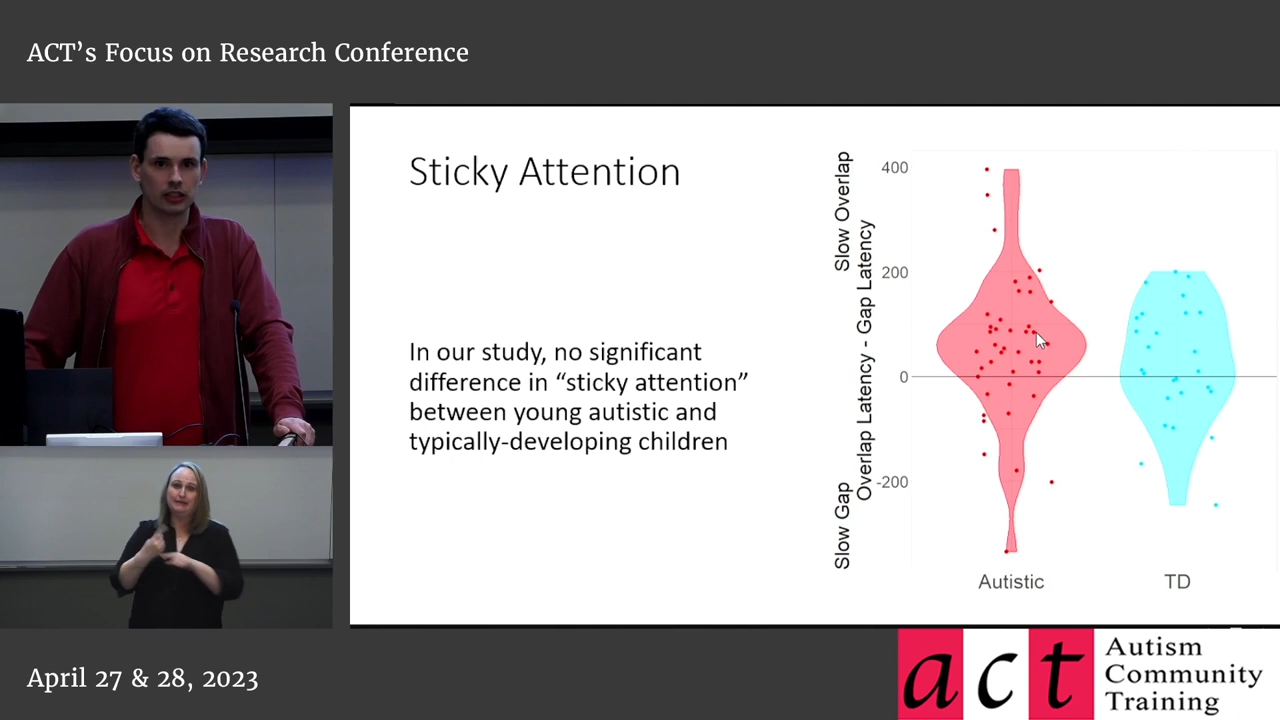 ACT's Focus on Research Conference
Sticky Attention
In our study, no significant
difference in “sticky attention”
between young autistic and
typically-developing children
Slow Overlap
Overlap Latency - Gap Latency
Slow Gap
400
200
0
-200
Autistic
TD
April 27 & 28, 2023
act
Autism
Community
Training